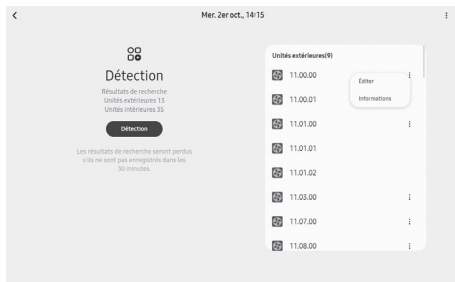 Mer. 2er oct., 14:15
Détection
Résultats de recherche
Unités extérieures 13
Unités intérieures 35
Détection
Les résultats de recherche seront perdus
s'ils ne sont pas enregistrés dans les
30 minutes.
Unités extérieures(9)
11.00.00
Éditer
11.00.01
Informations
11.01.00
11.01.01
11.01.02
11.03.00
11.07.00
11.08.00